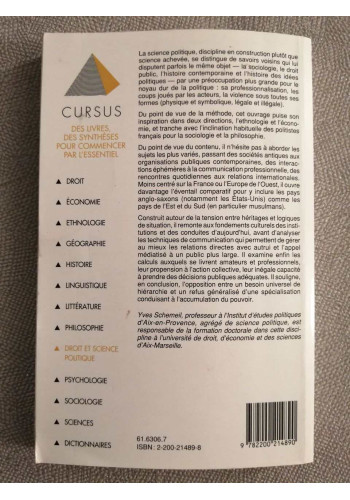 CURSUS
DES LIVRES,
DES SYNTHÈSES
POUR COMMENCER
PAR L'ESSENTIEL
DROIT
ÉCONOMIE
ETHNOLOGIE
GÉOGRAPHIE
HISTOIRE
LINGUISTIQUE
LITTÉRATURE
PHILOSOPHIE
DROIT ET SCIENCE
POLITIQUE
PSYCHOLOGIE
SOCIOLOGIE
SCIENCES
DICTIONNAIRES
La science politique, discipline en construction plutôt que
science achevée, se distingue de savoirs voisins qui lui
disputent parfois le même objet — la sociologie, le droit
public, l'histoire contemporaine et l'histoire des idées
politiques — par une préoccupation plus grande pour le
noyau dur de la politique : sa professionnalisation, les
coups joués par les acteurs, la violence sous toutes ses
formes (physique et symbolique, légale et illégale).
Du point de vue de la méthode, cet ouvrage puise son
inspiration dans deux directions, l'ethnologie et l'écono-
mie, et tranche avec l'inclination habituelle des politistes
français pour la sociologie et la philosophie.
Du point de vue du contenu, il n'hésite pas à aborder les
sujets les plus variés, passant des sociétés antiques aux
organisations publiques contemporaines, des interac-
tions éphémères à la communication professionnelle, des
rencontres quotidiennes aux relations internationales.
Moins centré sur la France ou l'Europe de l'Ouest, il ouvre
davantage l'éventail comparatif pour y inclure les pays
anglo-saxons (notamment les États-Unis) comme les
pays de l'Est et du Sud (en particulier musulmans).
Construit autour de la tension entre héritages et logiques
de situation, il remonte aux fondements culturels des insti-
tutions et des conduites d'aujourd'hui, avant d'analyser
les techniques de communication qui permettent de gérer
au mieux les relations directes avec autrui et l'appel
médiatisé à un public plus large. Il examine enfin les
calculs auxquels se livrent amateurs et professionnels,
leur propension à l'action collective, leur inégale capacité
à prendre des décisions publiques adéquates. Il souligne,
en conclusion, l'opposition entre un besoin universel de
hiérarchie et un refus généralisé d'une spécialisation
conduisant à l'accumulation du pouvoir.
Yves Schemeil, professeur à l'Institut d'études politiques
d'Aix-en-Provence, agrégé de science politique, est
responsable de la formation doctorale dans cette disci-
pline à l'université de droit, d'économie et des sciences
d'Aix-Marseille.
61.6306.7
ISBN : 2-200-21489-8
9 782200 214890